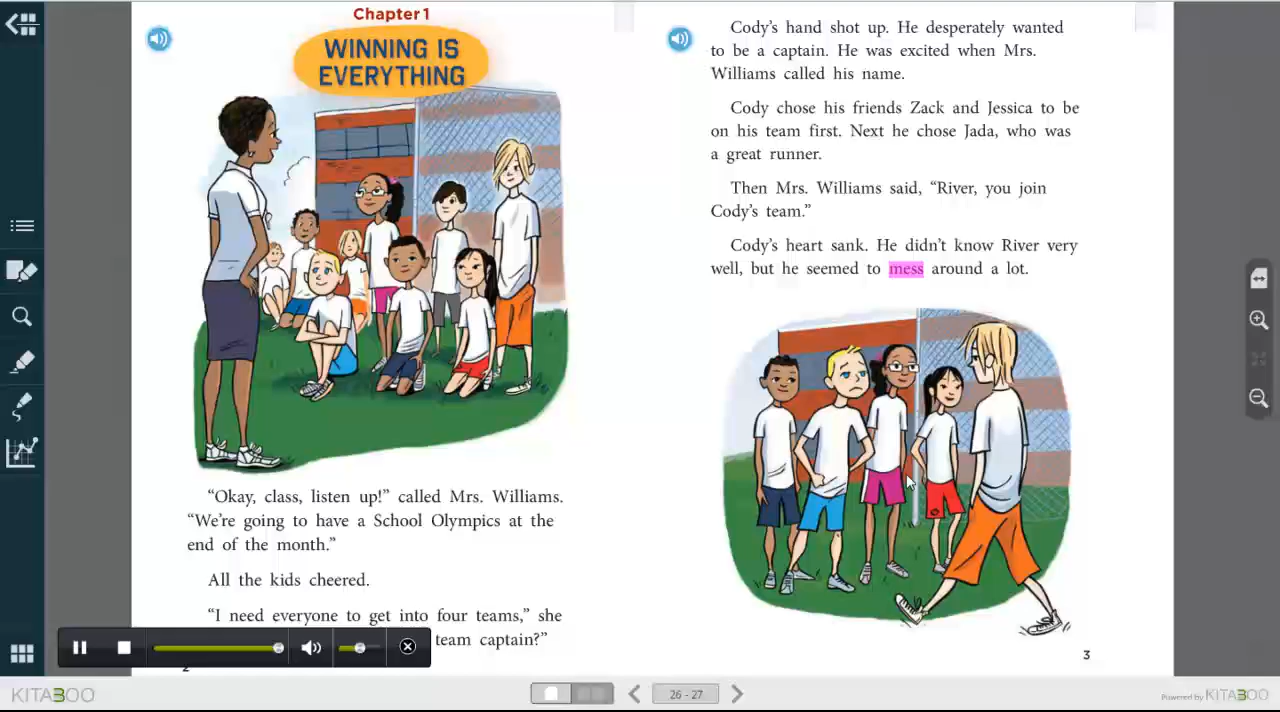 Chapter 1
WINNING IS
EVERYTHING
“Okay, class, listen up!” called Mrs. Williams.
“We’re going to have a School Olympics at the
end of the month.”
All the kids cheered.
“I need everyone to get into four teams,” she
team captain?”
Cody’s hand shot up. He desperately wanted
to be a captain. He was excited when Mrs.
Williams called his name.
Cody chose his friends Zack and Jessica to be
on his team first. Next he chose Jada, who was
a great runner.
Then Mrs. Williams said, “River, you join
Cody’s team.”
Cody’s heart sank. He didn’t know River very
well, but he seemed to mess around a lot.
3
KITABOO
26 - 27
Powered by KITABOO